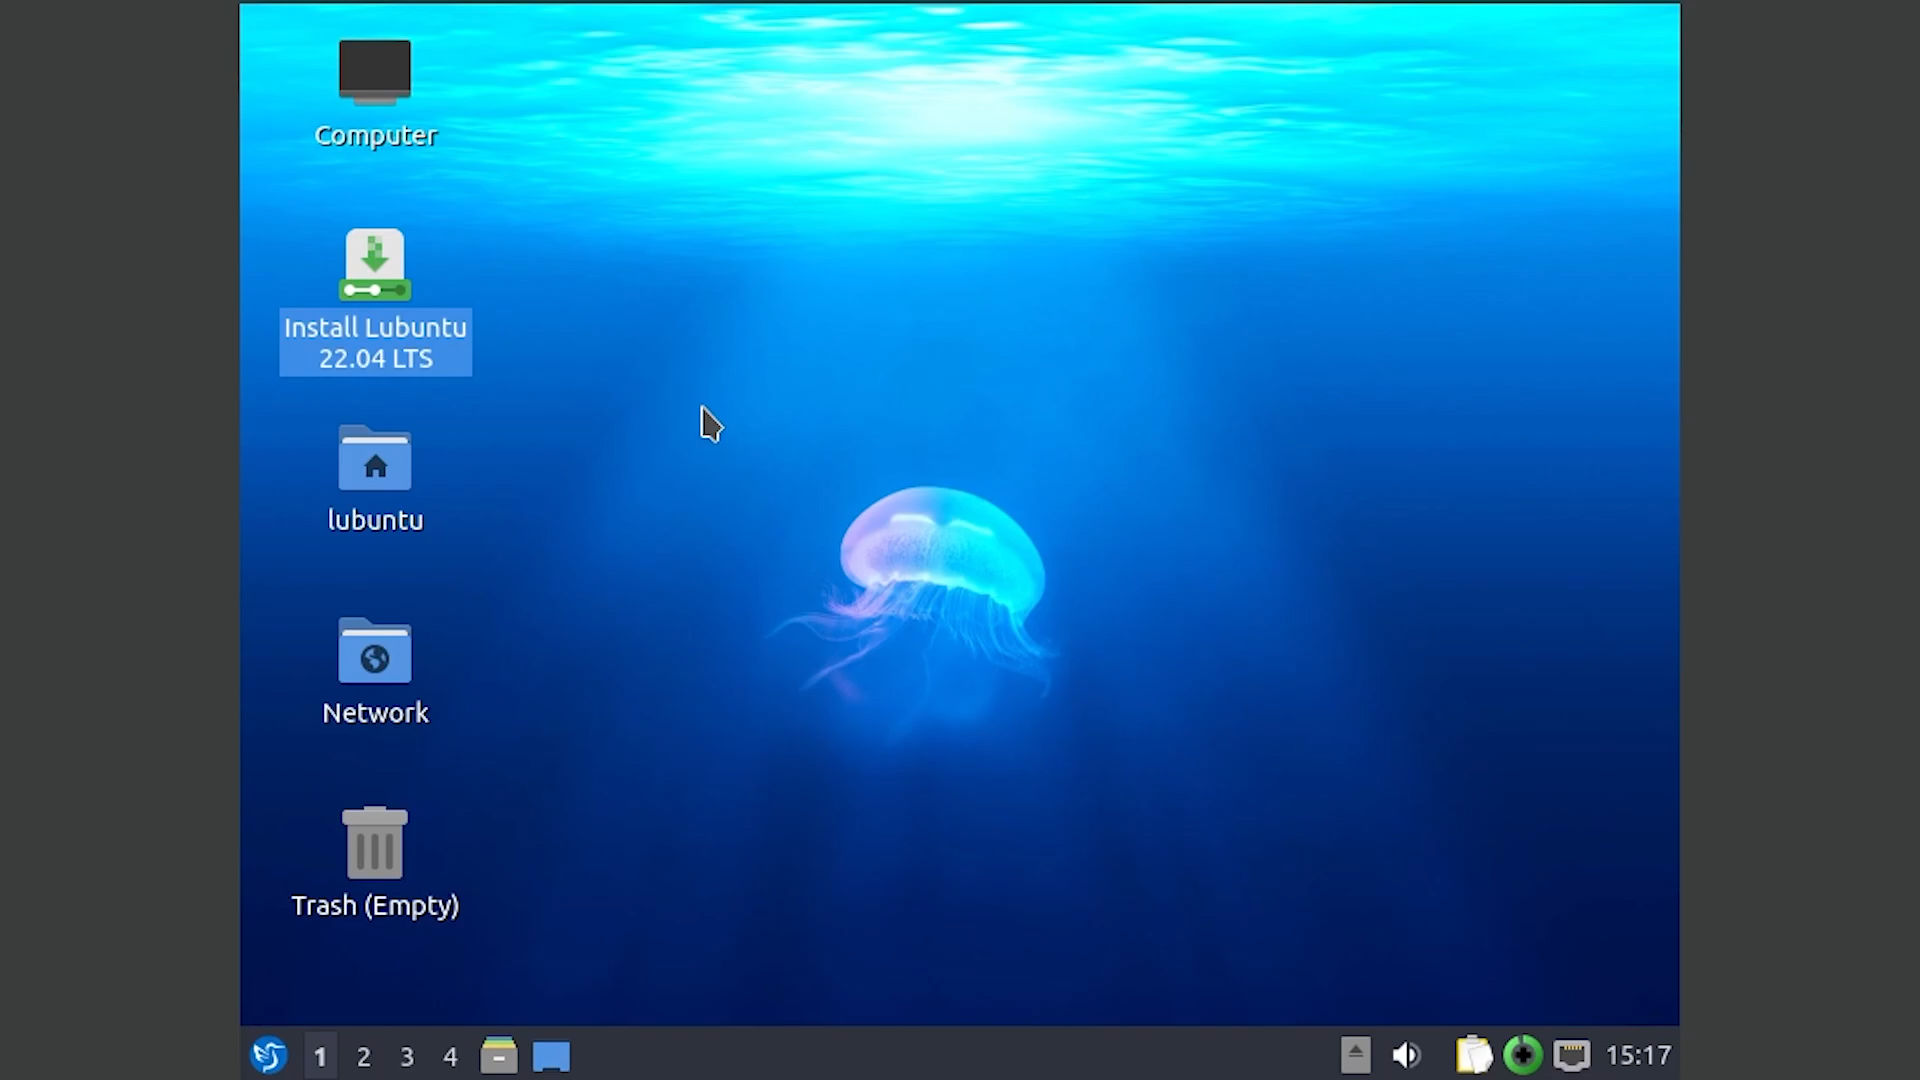 Computer
Install Lubuntu
22.04 LTS
lubuntu
Network
Trash (Empty)
1 2 3 4
15:17